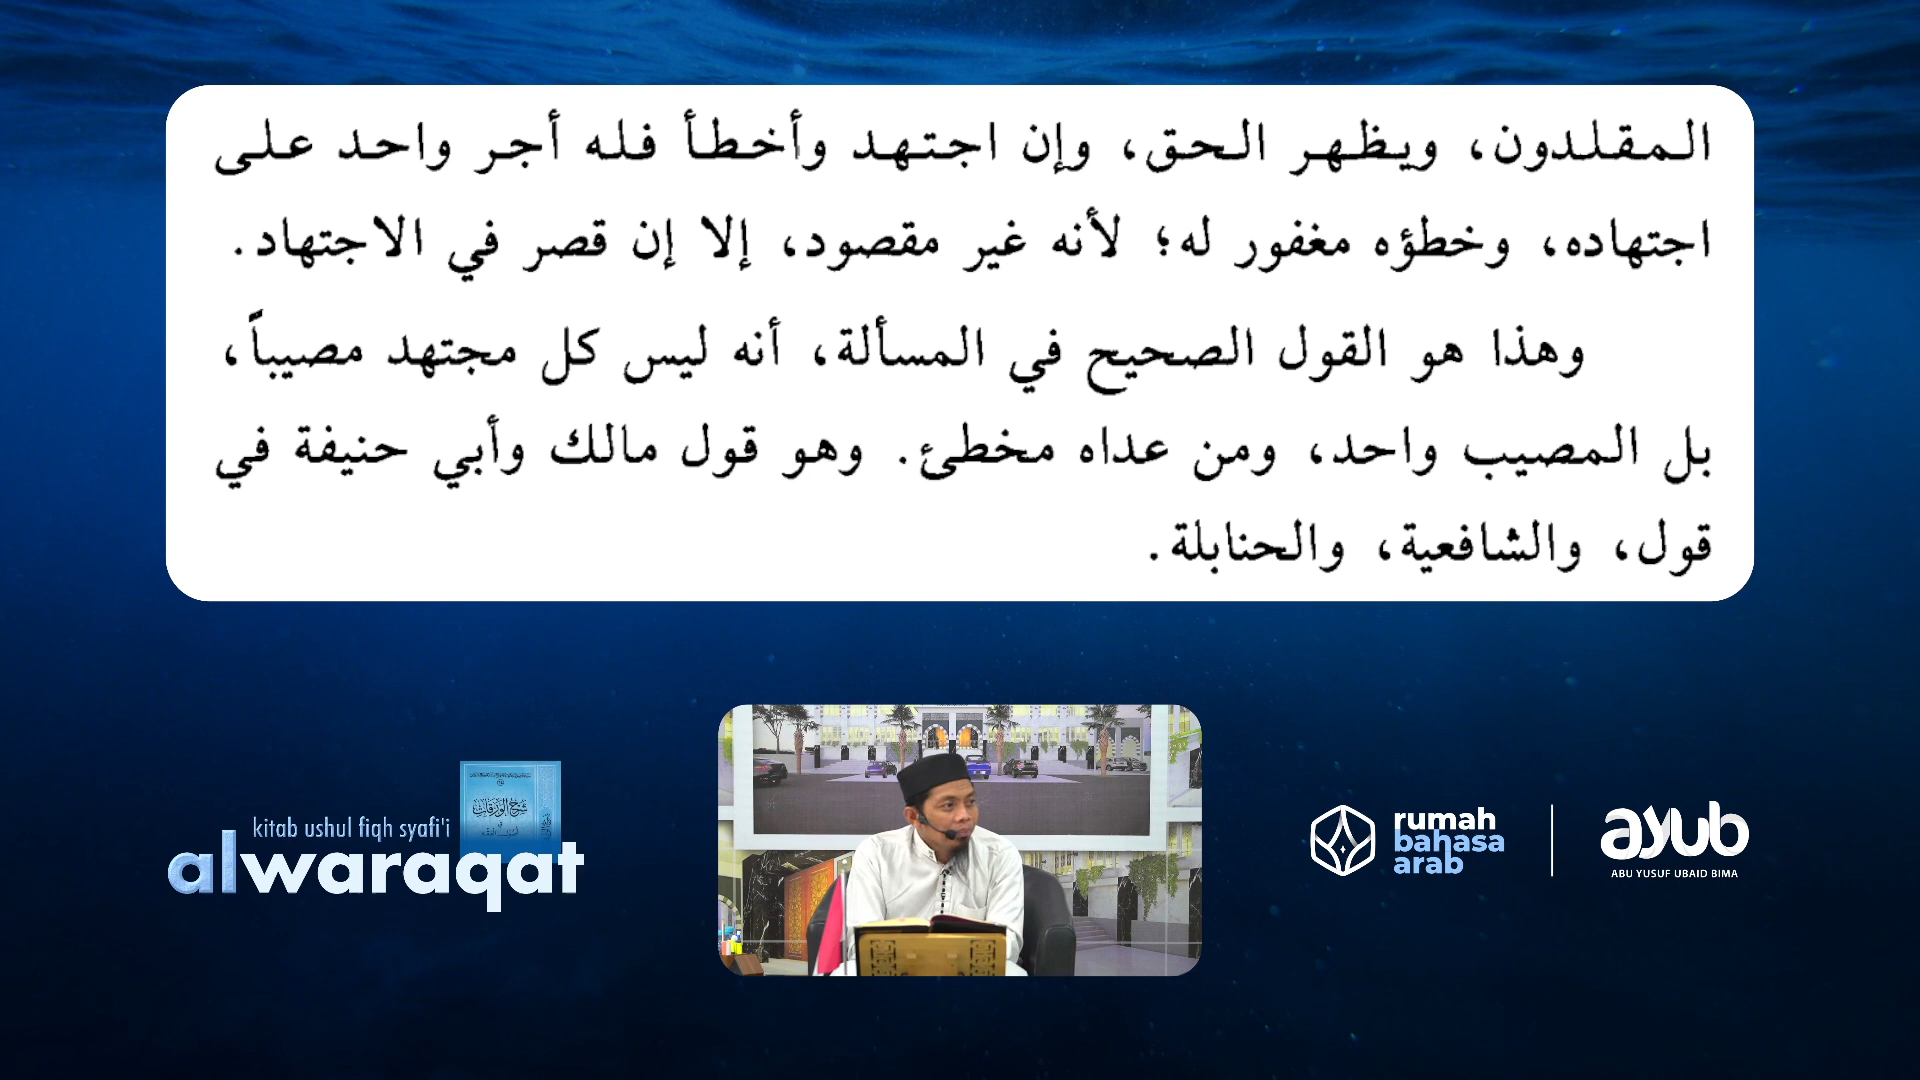 المقلدون، ويظهر الحق، وإن اجتهد وأخطأ فله أجر واحد على
اجتهاده، وخطؤه مغفور له؛ لأنه غير مقصود، إلا إن قصر في الاجتهاد.
وهذا هو القول الصحيح في المسألة، أنه ليس كل مجتهد مصيباً،
بل المصيب واحد، ومن عداه مخطئ. وهو قول مالك وأبي حنيفة في
قول، والشافعية، والحنابلة.
kitab ushul fiqh syafi'i
alwaraqat
شرح الورقات
rumah
bahasa
arab
ayub
ABU YUSUF UBAID BIMA